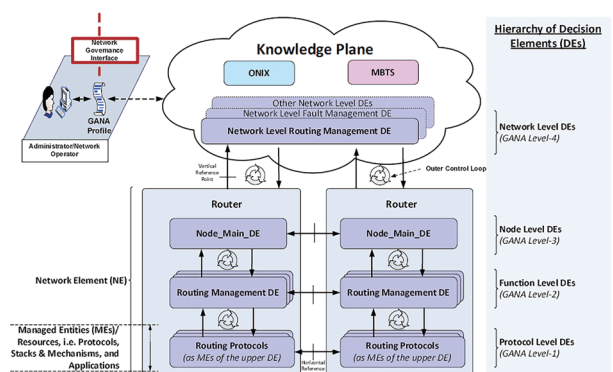 Network
Governance
Interface
GANA
Profile
Administrator/Network
Operator
Knowledge Plane
ONIX
MBTS
Other Network Level DEs
Network Level Fault Management DE
Network Level Routing Management DE
Vertical
Reference
Outer Control Loop
Network Element (NE)
Managed Entities (MEs)/
Resources, i.e. Protocols,
Stacks & Mechanisms, and
Applications
Router
Node_Main_DE
Routing Management DE
Routing Protocols
(as MEs of the upper DE)
Router
Node_Main_DE
Routing Management DE
Routing Protocols
(as MEs of the upper DE)
Horizontal
Reference
Hierarchy of Decision
Elements (DEs)
Network Level DEs
(GANA Level-4)
Node Level DEs
(GANA Level-3)
Function Level DEs
(GANA Level-2)
Protocol Level DEs
(GANA Level-1)